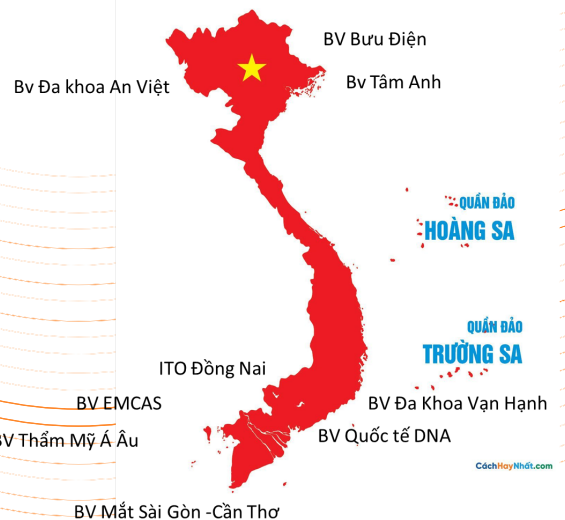 BV Bưu Điện
Bv Đa khoa An Việt
Bv Tâm Anh
QUẦN ĐẢO
HOÀNG SA
QUẦN ĐẢO
TRƯỜNG SA
ITO Đồng Nai
BV EMCAS
BV Đa Khoa Vạn Hạnh
BV Thẩm Mỹ Á Âu
BV Quốc tế DNA
CáchHayNhất.com
BV Mắt Sài Gòn -Cần Thơ